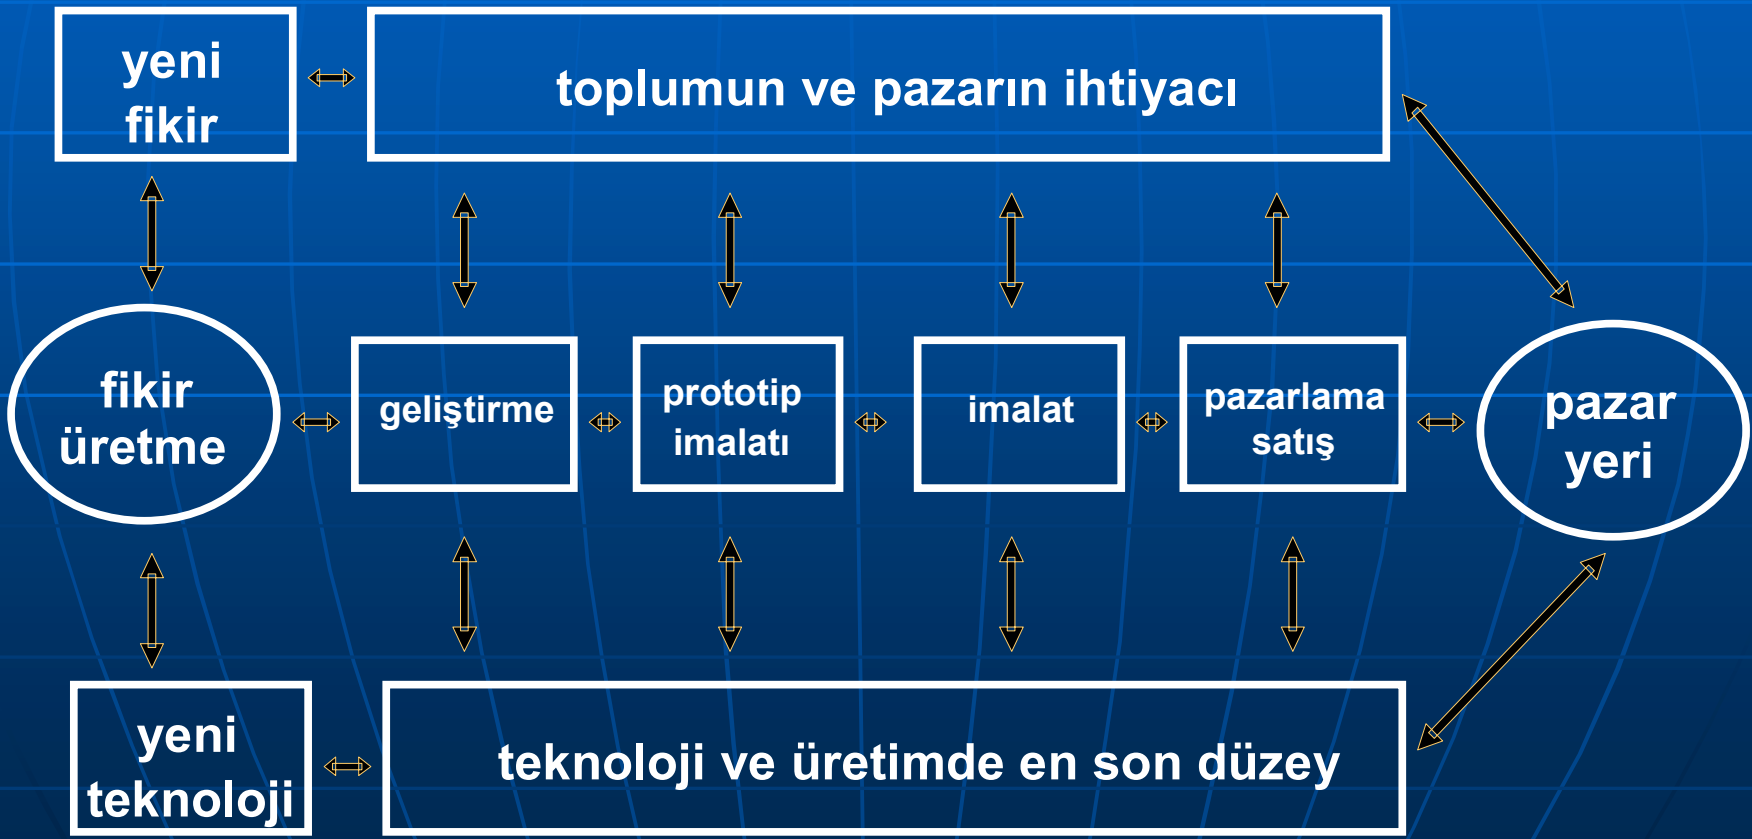 yeni
fikir
toplumun ve pazarın ihtiyacı
fikir
üretme
geliştirme
prototip
imalatı
imalat
pazarlama
satış
pazar
yeri
yeni
teknoloji
teknoloji ve üretimde en son düzey